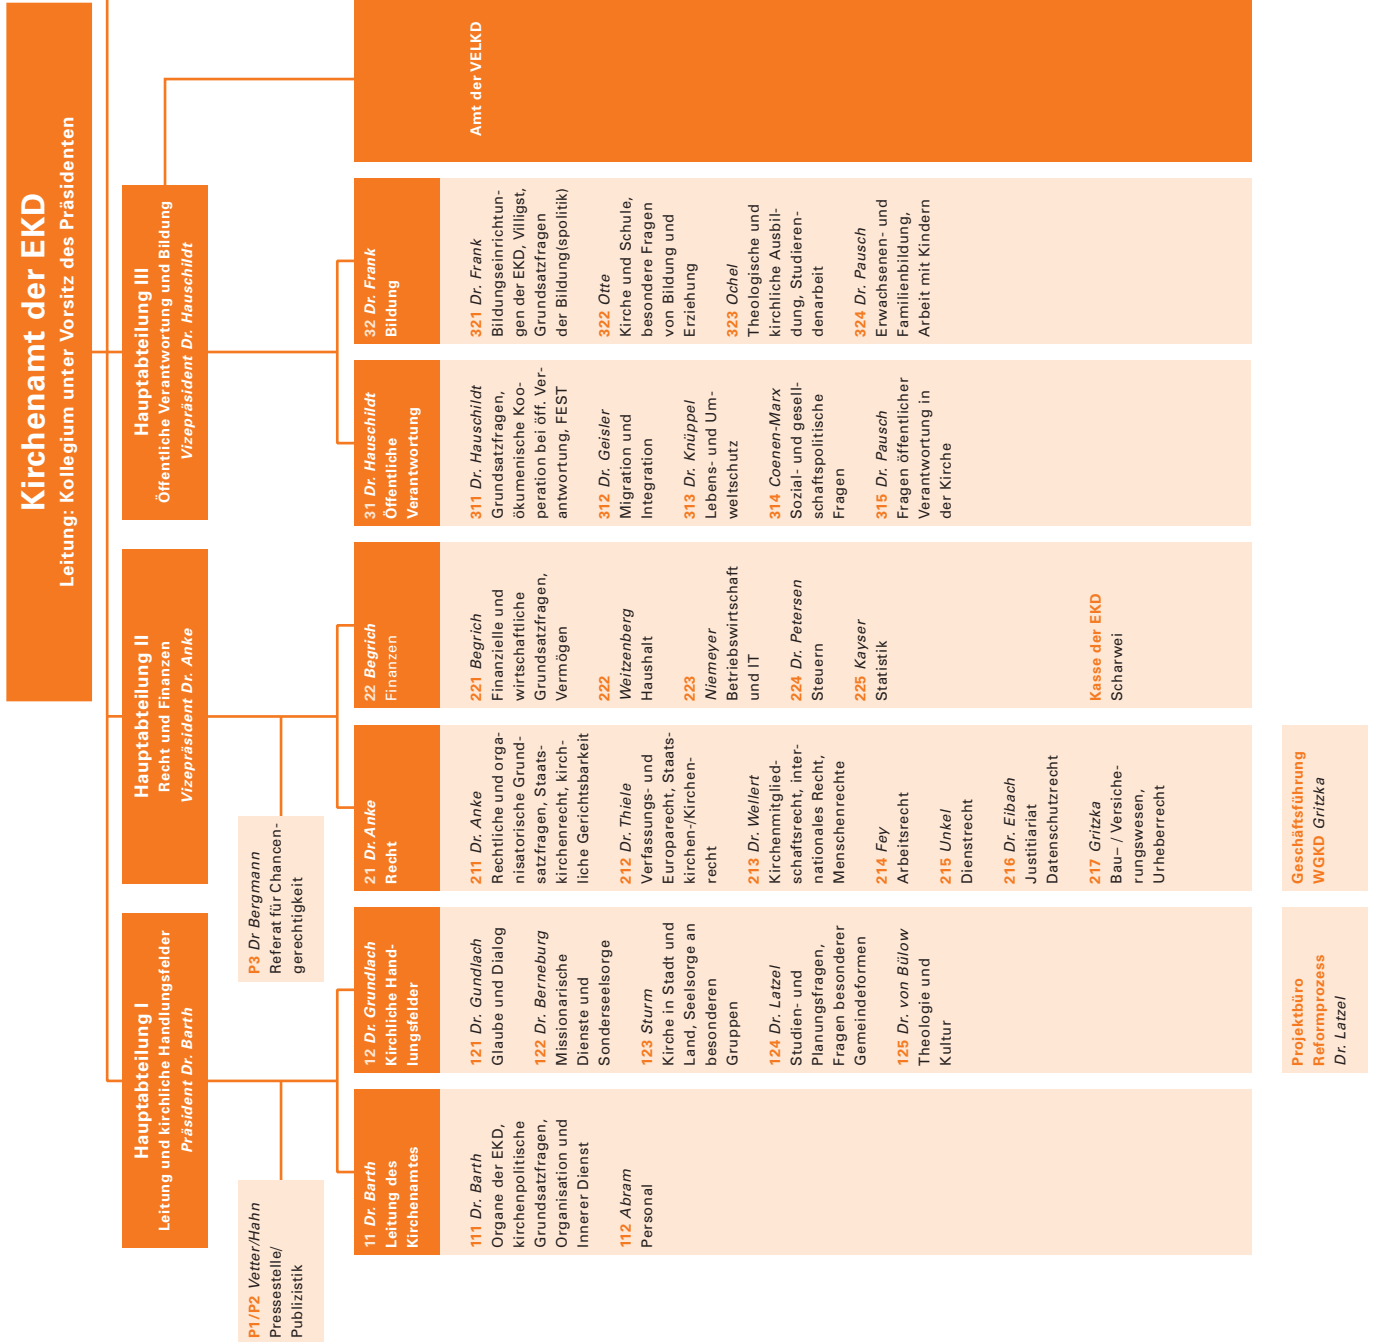 Kirchenamt der EKD
Leitung: Kollegium unter Vorsitz des Präsidenten
Hauptabteilung I
Leitung und kirchliche Handlungsfelder
Präsident Dr. Barth
Hauptabteilung II
Recht und Finanzen
Vizepräsident Dr. Anke
Hauptabteilung III
Öffentliche Verantwortung und Bildung
Vizepräsident Dr. Hauschildt
P1/P2 Vetter/Hahn
Pressestelle/
Publizistik
P3 Dr Bergmann
Referat für Chancen-
gerechtigkeit
11 Dr. Barth
Leitung des
Kirchenamtes
111 Dr. Barth
Organe der EKD,
kirchenpolitische
Grundsatzfragen,
Organisation und
Innerer Dienst
112 Abram
Personal
12 Dr. Grundlach
Kirchliche Hand-
lungsfelder
121 Dr. Gundlach
Glaube und Dialog
122 Dr. Berneburg
Missionarische
Dienste und
Sonderseelsorge
123 Sturm
Kirche in Stadt und
Land, Seelsorge an
besonderen
Gruppen
124 Dr. Latzel
Studien- und
Planungsfragen,
Fragen besonderer
Gemeindeformen
125 Dr. von Bülow
Theologie und
Kultur
Projektbüro
Reformprozess
Dr. Latzel
21 Dr. Anke
Recht
211 Dr. Anke
Rechtliche und orga-
nisatorische Grund-
satzfragen, Staats-
kirchenrecht, kirch-
liche Gerichtsbarkeit
212 Dr. Thiele
Verfassungs- und
Europarecht, Staats-
kirchen-/Kirchen-
recht
213 Dr. Wellert
Kirchenmitglied-
schaftsrecht, inter-
nationales Recht,
Menschenrechte
214 Fey
Arbeitsrecht
215 Unkel
Dienstrecht
216 Dr. Eibach
Justitiariat
Datenschutzrecht
217 Gritzka
Bau– / Versiche-
rungswesen,
Urheberrecht
Geschäftsführung
WGKD Gritzka
22 Begrich
Finanzen
221 Begrich
Finanzielle und
wirtschaftliche
Grundsatzfragen,
Vermögen
222
Weitzenberg
Haushalt
223
Niemeyer
Betriebswirtschaft
und IT
224 Dr. Petersen
Steuern
225 Kayser
Statistik
Kasse der EKD
Scharwei
31 Dr. Hauschildt
Öffentliche
Verantwortung
311 Dr. Hauschildt
Grundsatzfragen,
ökumenische Koo-
peration bei öff. Ver-
antwortung, FEST
312 Dr. Geisler
Migration und
Integration
313 Dr. Knüppel
Lebens- und Um-
weltschutz
314 Coenen-Marx
Sozial- und gesell-
schaftspolitische
Fragen
315 Dr. Pausch
Fragen öffentlicher
Verantwortung in
der Kirche
32 Dr. Frank
Bildung
321 Dr. Frank
Bildungseinrichtun-
gen der EKD, Villigst,
Grundsatzfragen
der Bildung(spolitik)
322 Otte
Kirche und Schule,
besondere Fragen
von Bildung und
Erziehung
323 Ochel
Theologische und
kirchliche Ausbil-
dung, Studieren-
denarbeit
324 Dr. Pausch
Erwachsenen- und
Familienbildung,
Arbeit mit Kindern
Amt der VELKD